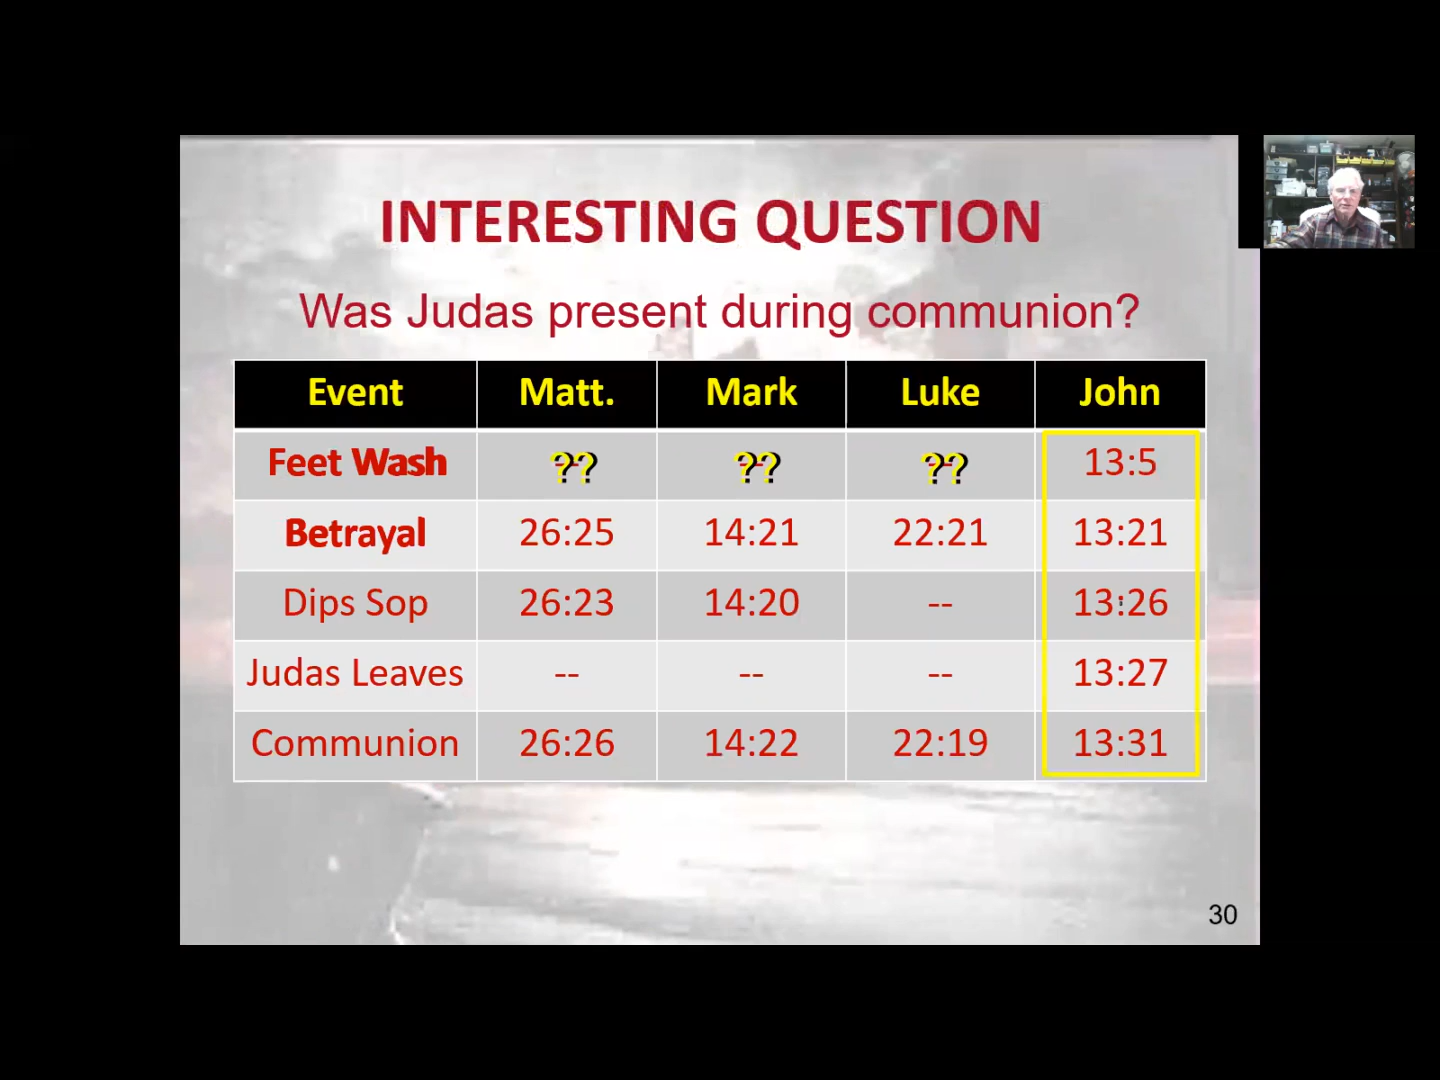 INTERESTING QUESTION
Was Judas present during communion?
Event Matt. Mark Luke John
Feet Wash ?? ?? ?? 13:5
Betrayal 26:25 14:21 22:21 13:21
Dips Sop 26:23 14:20 -- 13:26
Judas Leaves -- -- -- 13:27
Communion 26:26 14:22 22:19 13:31
30